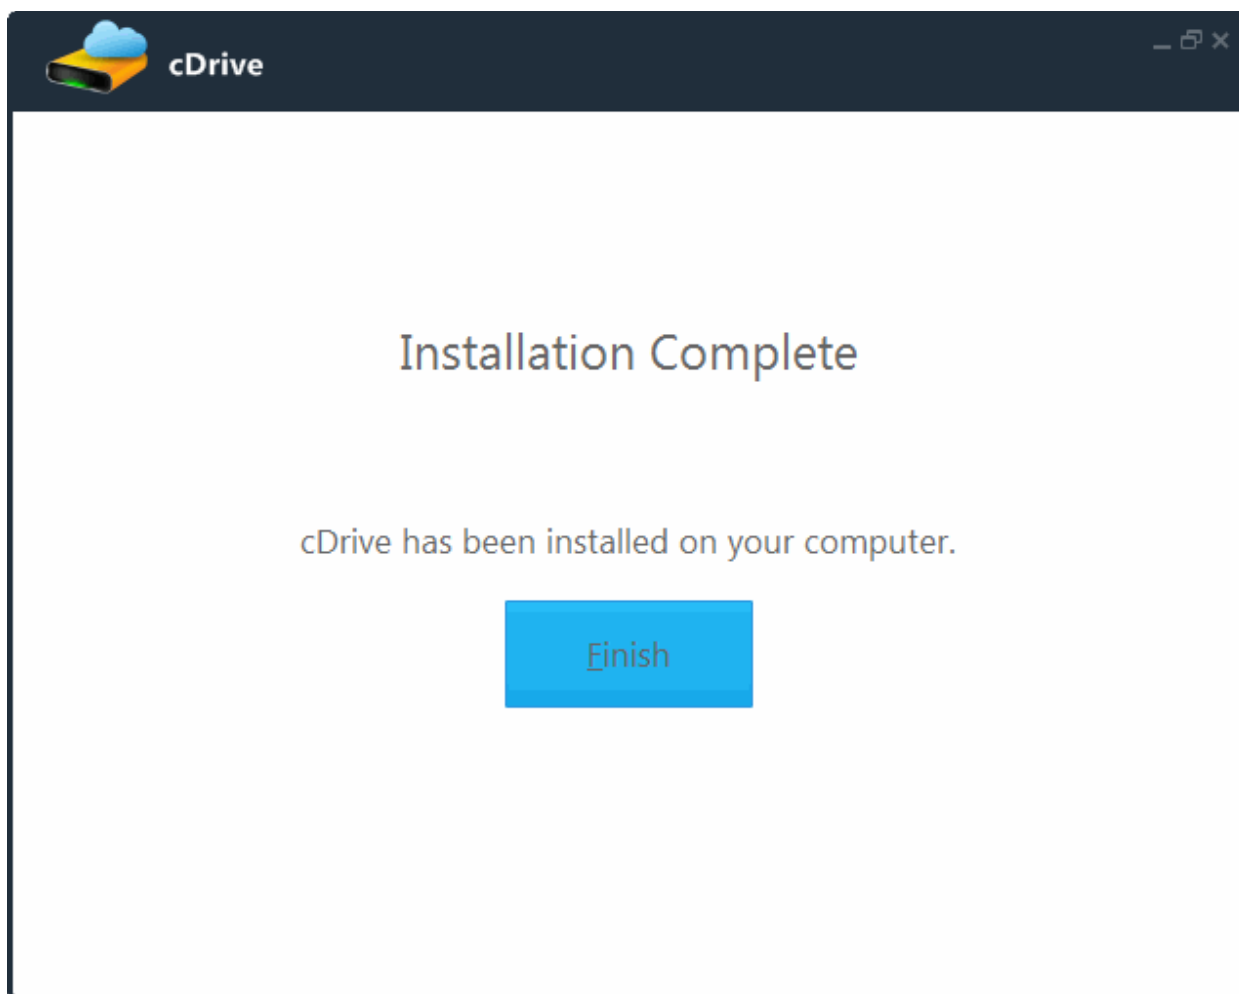 cDrive
Installation Complete
cDrive has been installed on your computer.
Finish